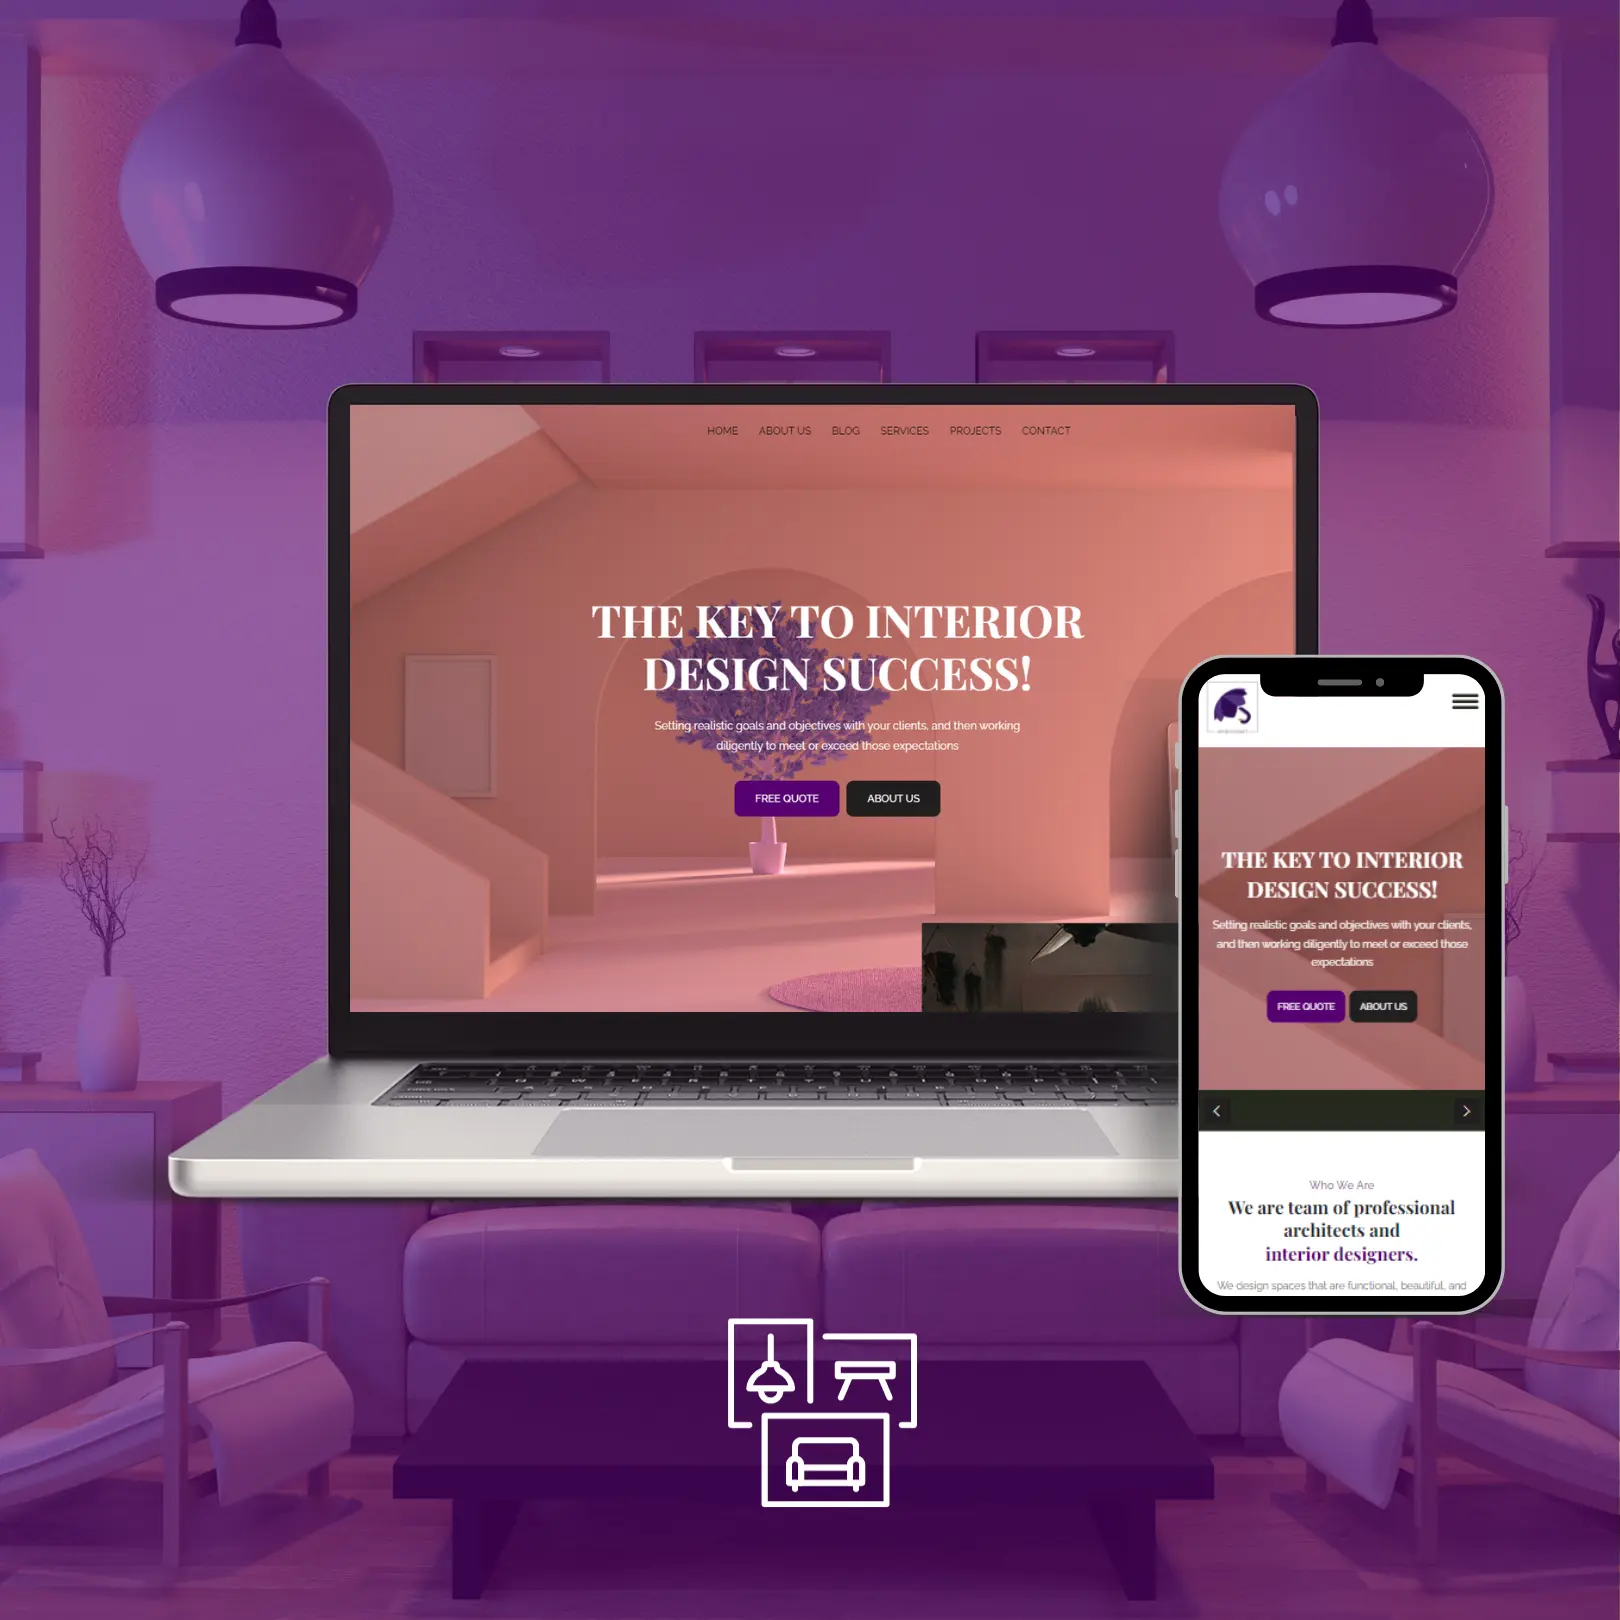 HOME ABOUT US BLOG SERVICES PROJECTS CONTACT
THE KEY TO INTERIOR
DESIGN SUCCESS!
Setting realistic goals and objectives with your clients, and then working
diligently to meet or exceed those expectations
FREE QUOTE ABOUT US
THE KEY TO INTERIOR
DESIGN SUCCESS!
Setting realistic goals and objectives with your clients,
and then working diligently to meet or exceed those
expectations
FREE QUOTE ABOUT US
Who We Are
We are team of professional
architects and
interior designers.
We design spaces that are functional, beautiful, and